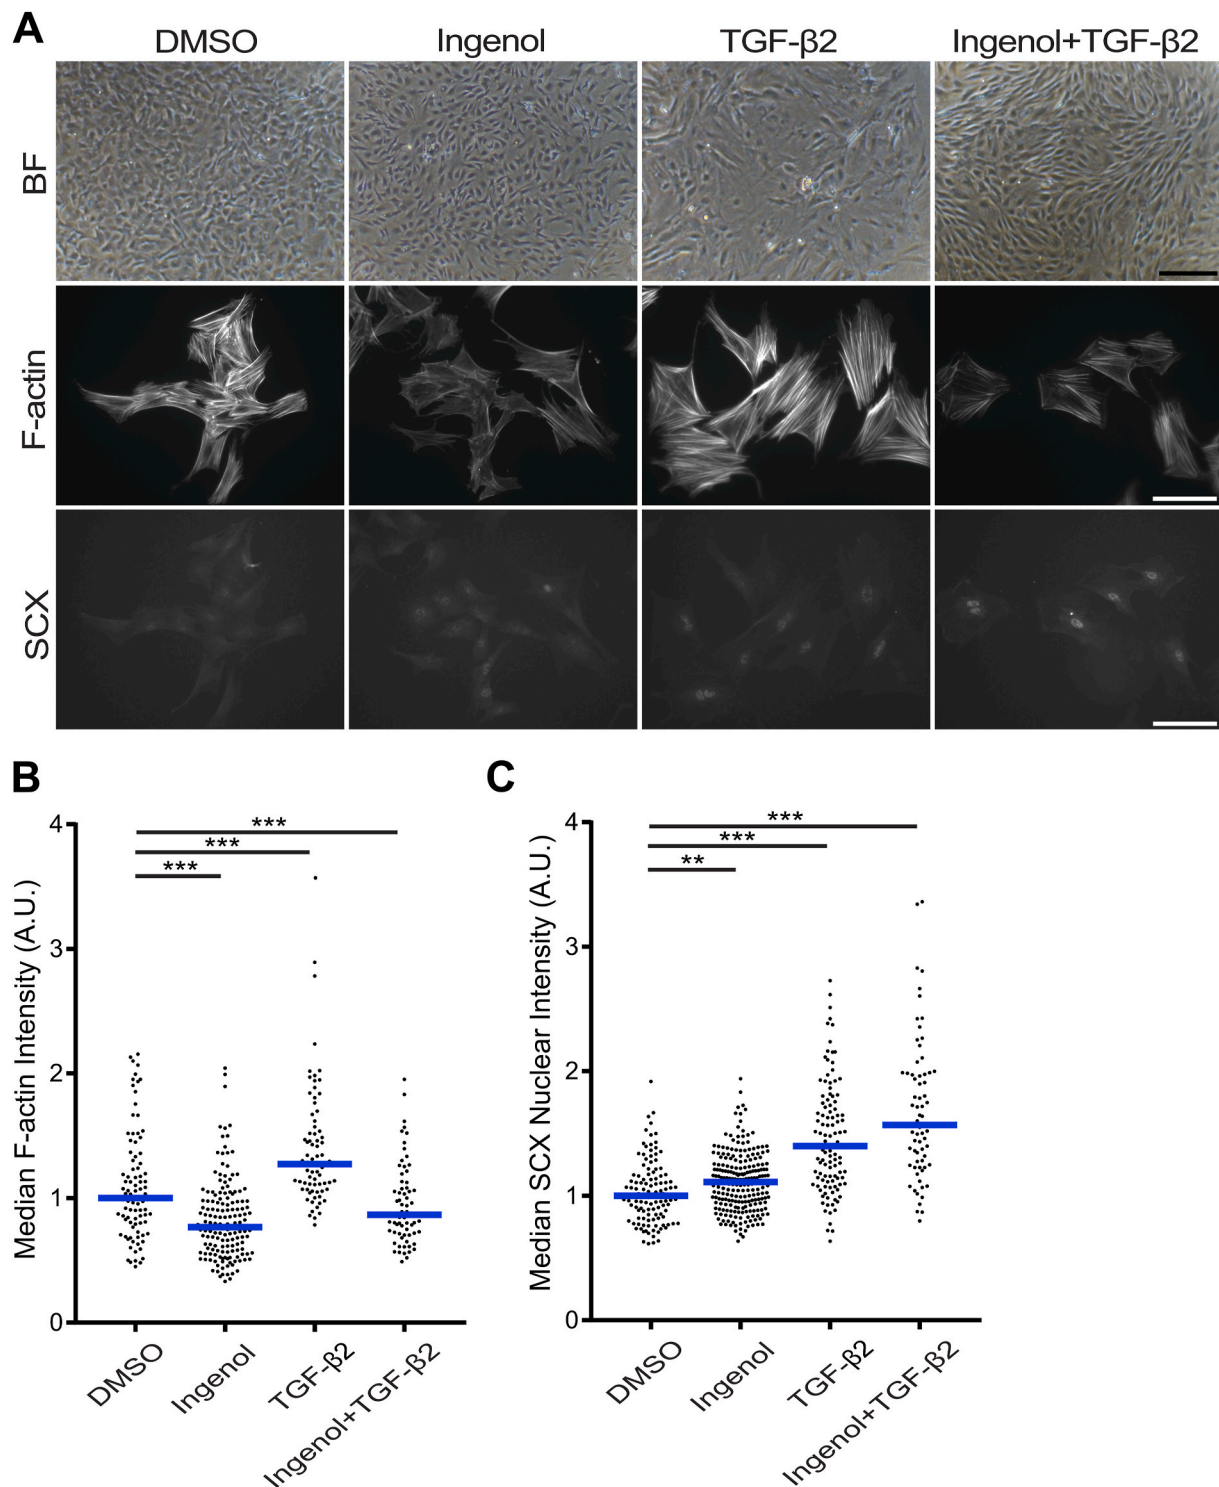 A
DMSO Ingenol TGF-β2 Ingenol+TGF-β2
BF
F-actin
SCX
B
Median F-actin Intensity (A.U.)
4
3
2
1
0
***
***
***
DMSO
Ingenol
TGF-β2
Ingenol+TGF-β2
C
Median SCX Nuclear Intensity (A.U.)
4
3
2
1
0
***
***
**
DMSO
Ingenol
TGF-β2
Ingenol+TGF-β2